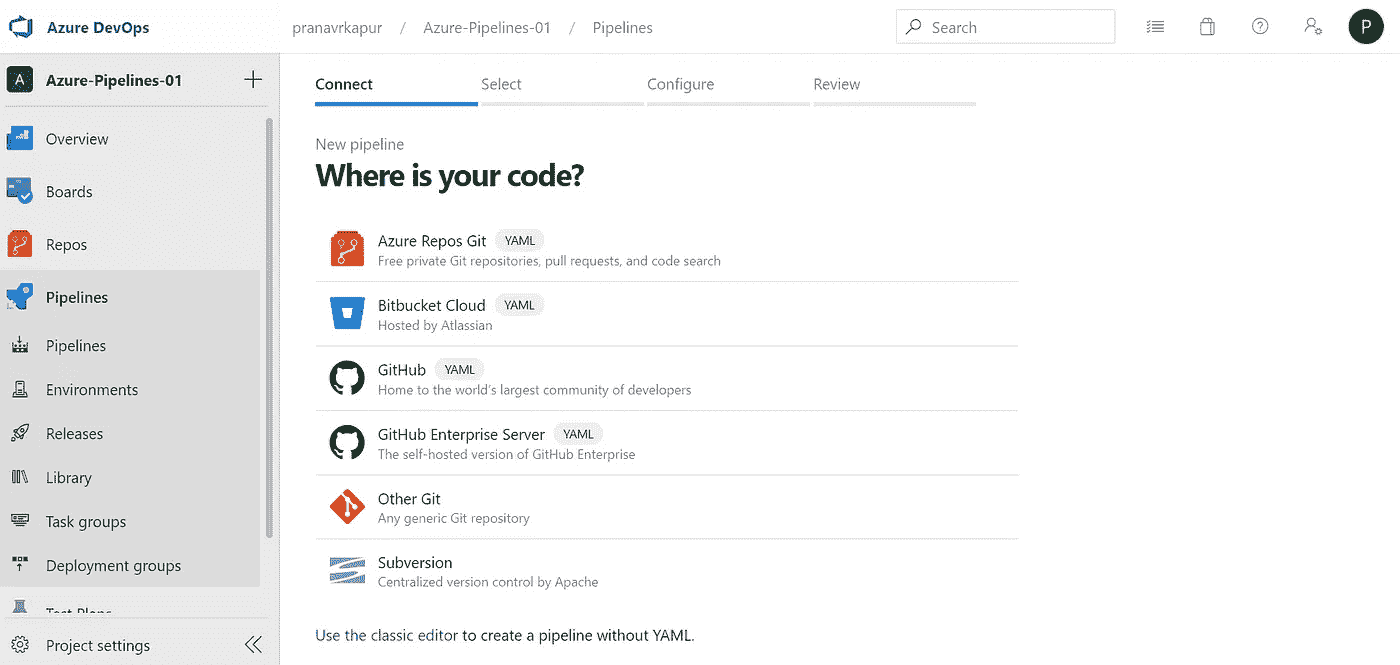 Azure DevOps
pranavrkapur / Azure-Pipelines-01 / Pipelines
Search
P
A Azure-Pipelines-01
Overview
Boards
Repos
Pipelines
Pipelines
Environments
Releases
Library
Task groups
Deployment groups
Test Plans
Project settings
Connect
Select
Configure
Review
New pipeline
Where is your code?
Azure Repos Git YAML
Free private Git repositories, pull requests, and code search
Bitbucket Cloud YAML
Hosted by Atlassian
GitHub YAML
Home to the world's largest community of developers
GitHub Enterprise Server YAML
The self-hosted version of GitHub Enterprise
Other Git
Any generic Git repository
Subversion
Centralized version control by Apache
Use the classic editor to create a pipeline without YAML.